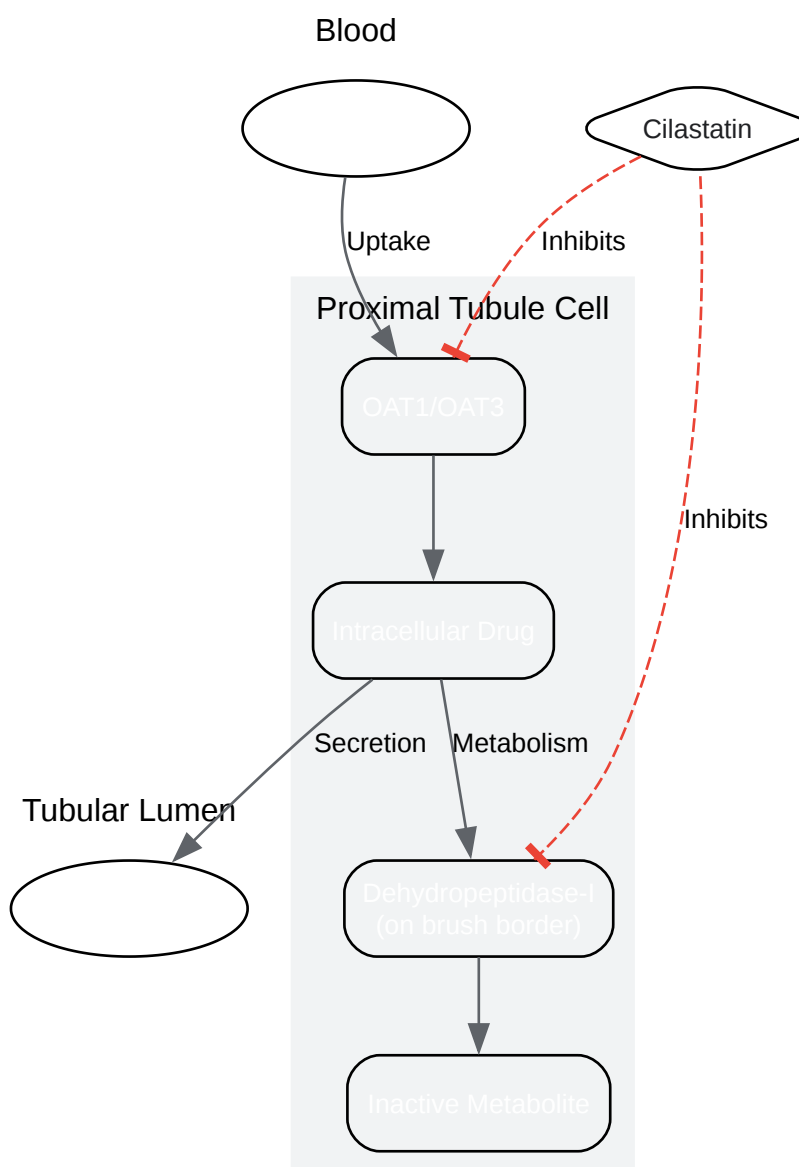 Blood
Cilastatin
Uptake
Inhibits
Proximal Tubule Cell
OAT1/OAT3
Inhibits
Intracellular Drug
Secretion
Metabolism
Tubular Lumen
Dehydropeptidase-I
(on brush border)
Inactive Metabolite